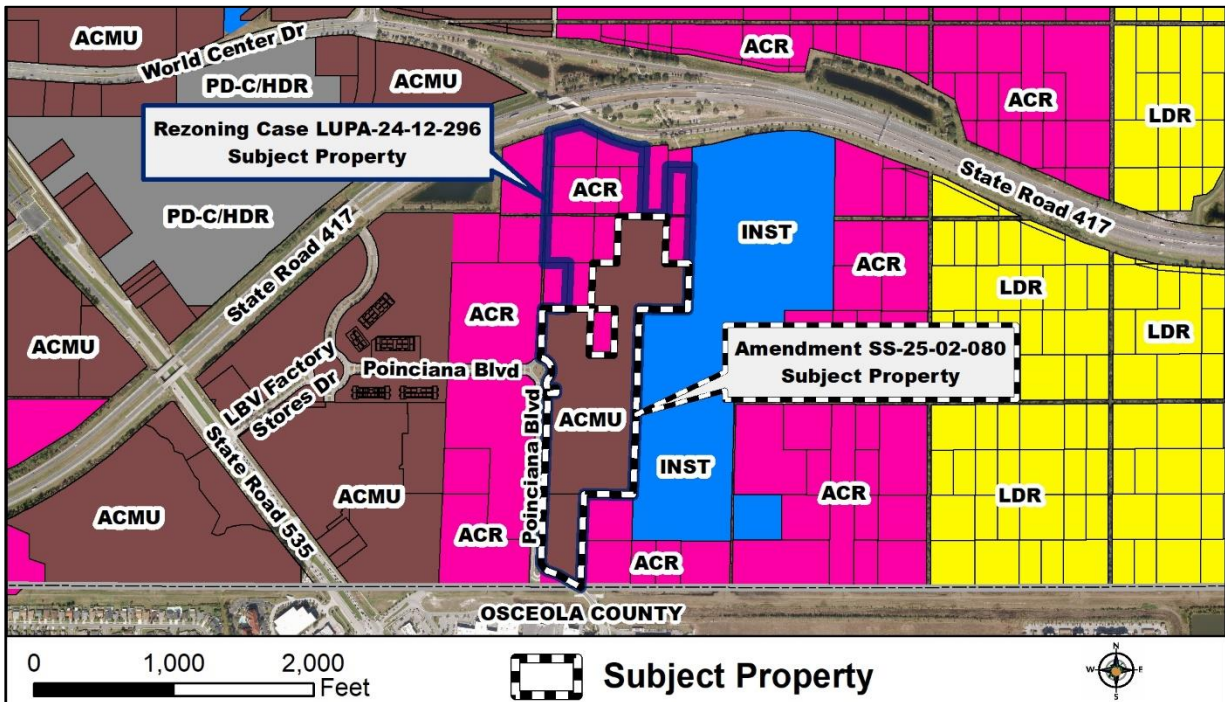 ACMU
World Center Dr
PD-C/HDR
ACMU
ACR
ACR
LDR
Rezoning Case LUPA-24-12-296
Subject Property
ACR
State Road 417
PD-C/HDR
State Road 417
INST
ACR
LDR
LDR
ACR
ACMU
LBV Factory
Stores Dr
Poinciana Blvd
Amendment SS-25-02-080
Subject Property
Poinciana Blvd
ACMU
State Road 535
ACMU
INST
ACR
LDR
ACMU
ACR
ACR
OSCEOLA COUNTY
0 1,000 2,000
Feet
Subject Property
N
W E
S